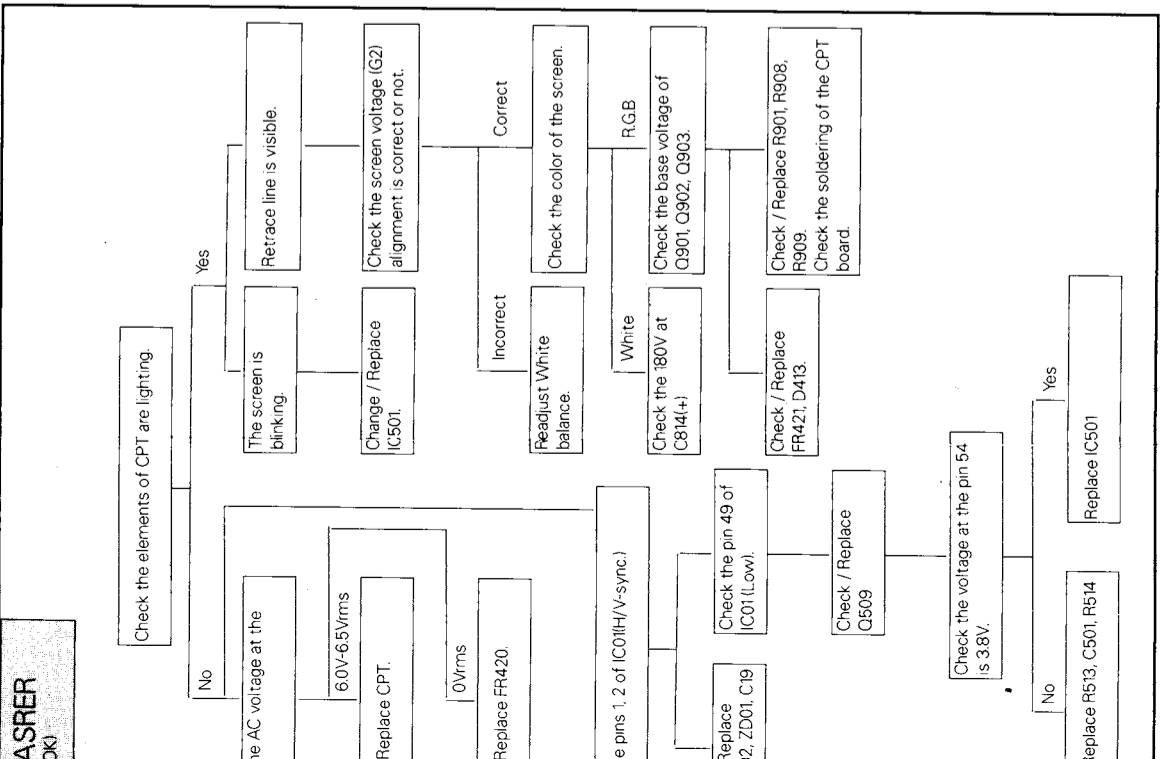 ASRER
OK)
Check the elements of CPT are lighting.
No
Yes
The screen is
blinking.
Retrace line is visible.
Change / Replace
IC501.
Check the screen voltage (G2)
alignment is correct or not.
Incorrect
Correct
Readjust White
balance.
Check the color of the screen.
White
R.G.B
Check the 180V at
C814(+)
Check the base voltage of
Q901, Q902, Q903.
Check / Replace
FR421, D413.
Check / Replace R901, R908,
R909.
Check the soldering of the CPT
board.
ne AC voltage at the
6.0V-6.5Vrms
Replace CPT.
0Vrms
Replace FR420.
e pins 1, 2 of IC01(H/V-sync.)
Replace
02, ZD01, C19
Check the pin 49 of
IC01 (Low).
Check / Replace
Q509
Check the voltage at the pin 54
is 3.8V.
No
Yes
Replace R513, C501, R514
Replace IC501